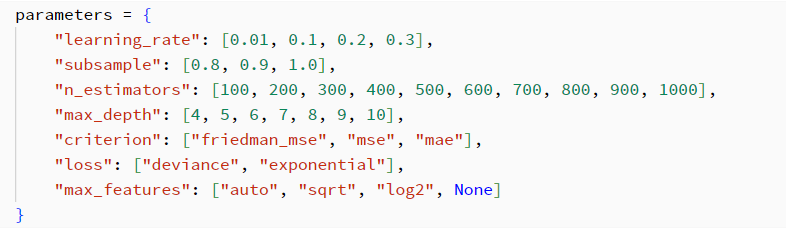 parameters = {
    "learning_rate": [0.01, 0.1, 0.2, 0.3],
    "subsample": [0.8, 0.9, 1.0],
    "n_estimators": [100, 200, 300, 400, 500, 600, 700, 800, 900, 1000],
    "max_depth": [4, 5, 6, 7, 8, 9, 10],
    "criterion": ["friedman_mse", "mse", "mae"],
    "loss": ["deviance", "exponential"],
    "max_features": ["auto", "sqrt", "log2", None]
}